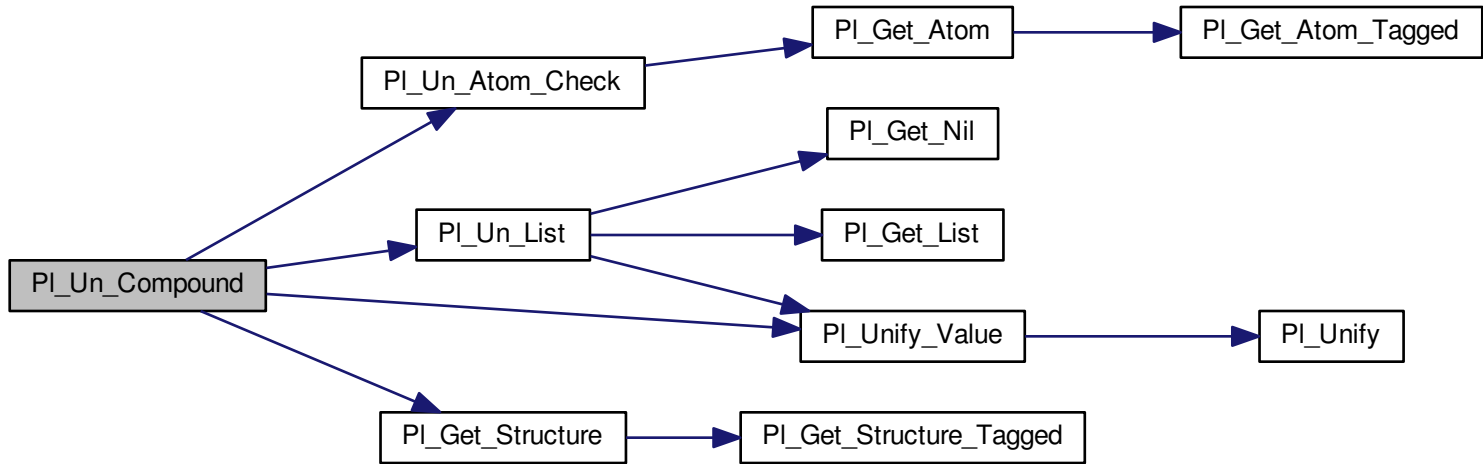 Pl_Get_Atom
Pl_Get_Atom_Tagged
Pl_Un_Atom_Check
Pl_Get_Nil
Pl_Un_List
Pl_Get_List
Pl_Un_Compound
Pl_Unify_Value
Pl_Unify
Pl_Get_Structure
Pl_Get_Structure_Tagged